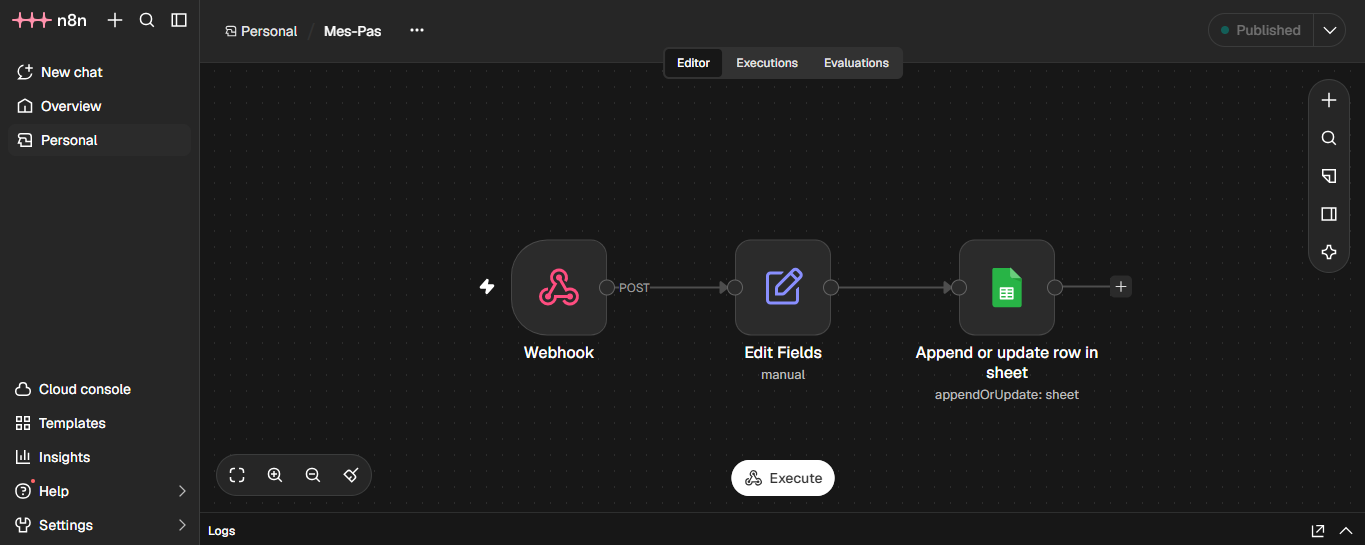 n8n
Personal / Mes-Pas
Published
Editor
Executions
Evaluations
New chat
Overview
Personal
POST
Webhook
Edit Fields
manual
Append or update row in
sheet
appendOrUpdate: sheet
Cloud console
Templates
Insights
Help
Settings
Execute
Logs